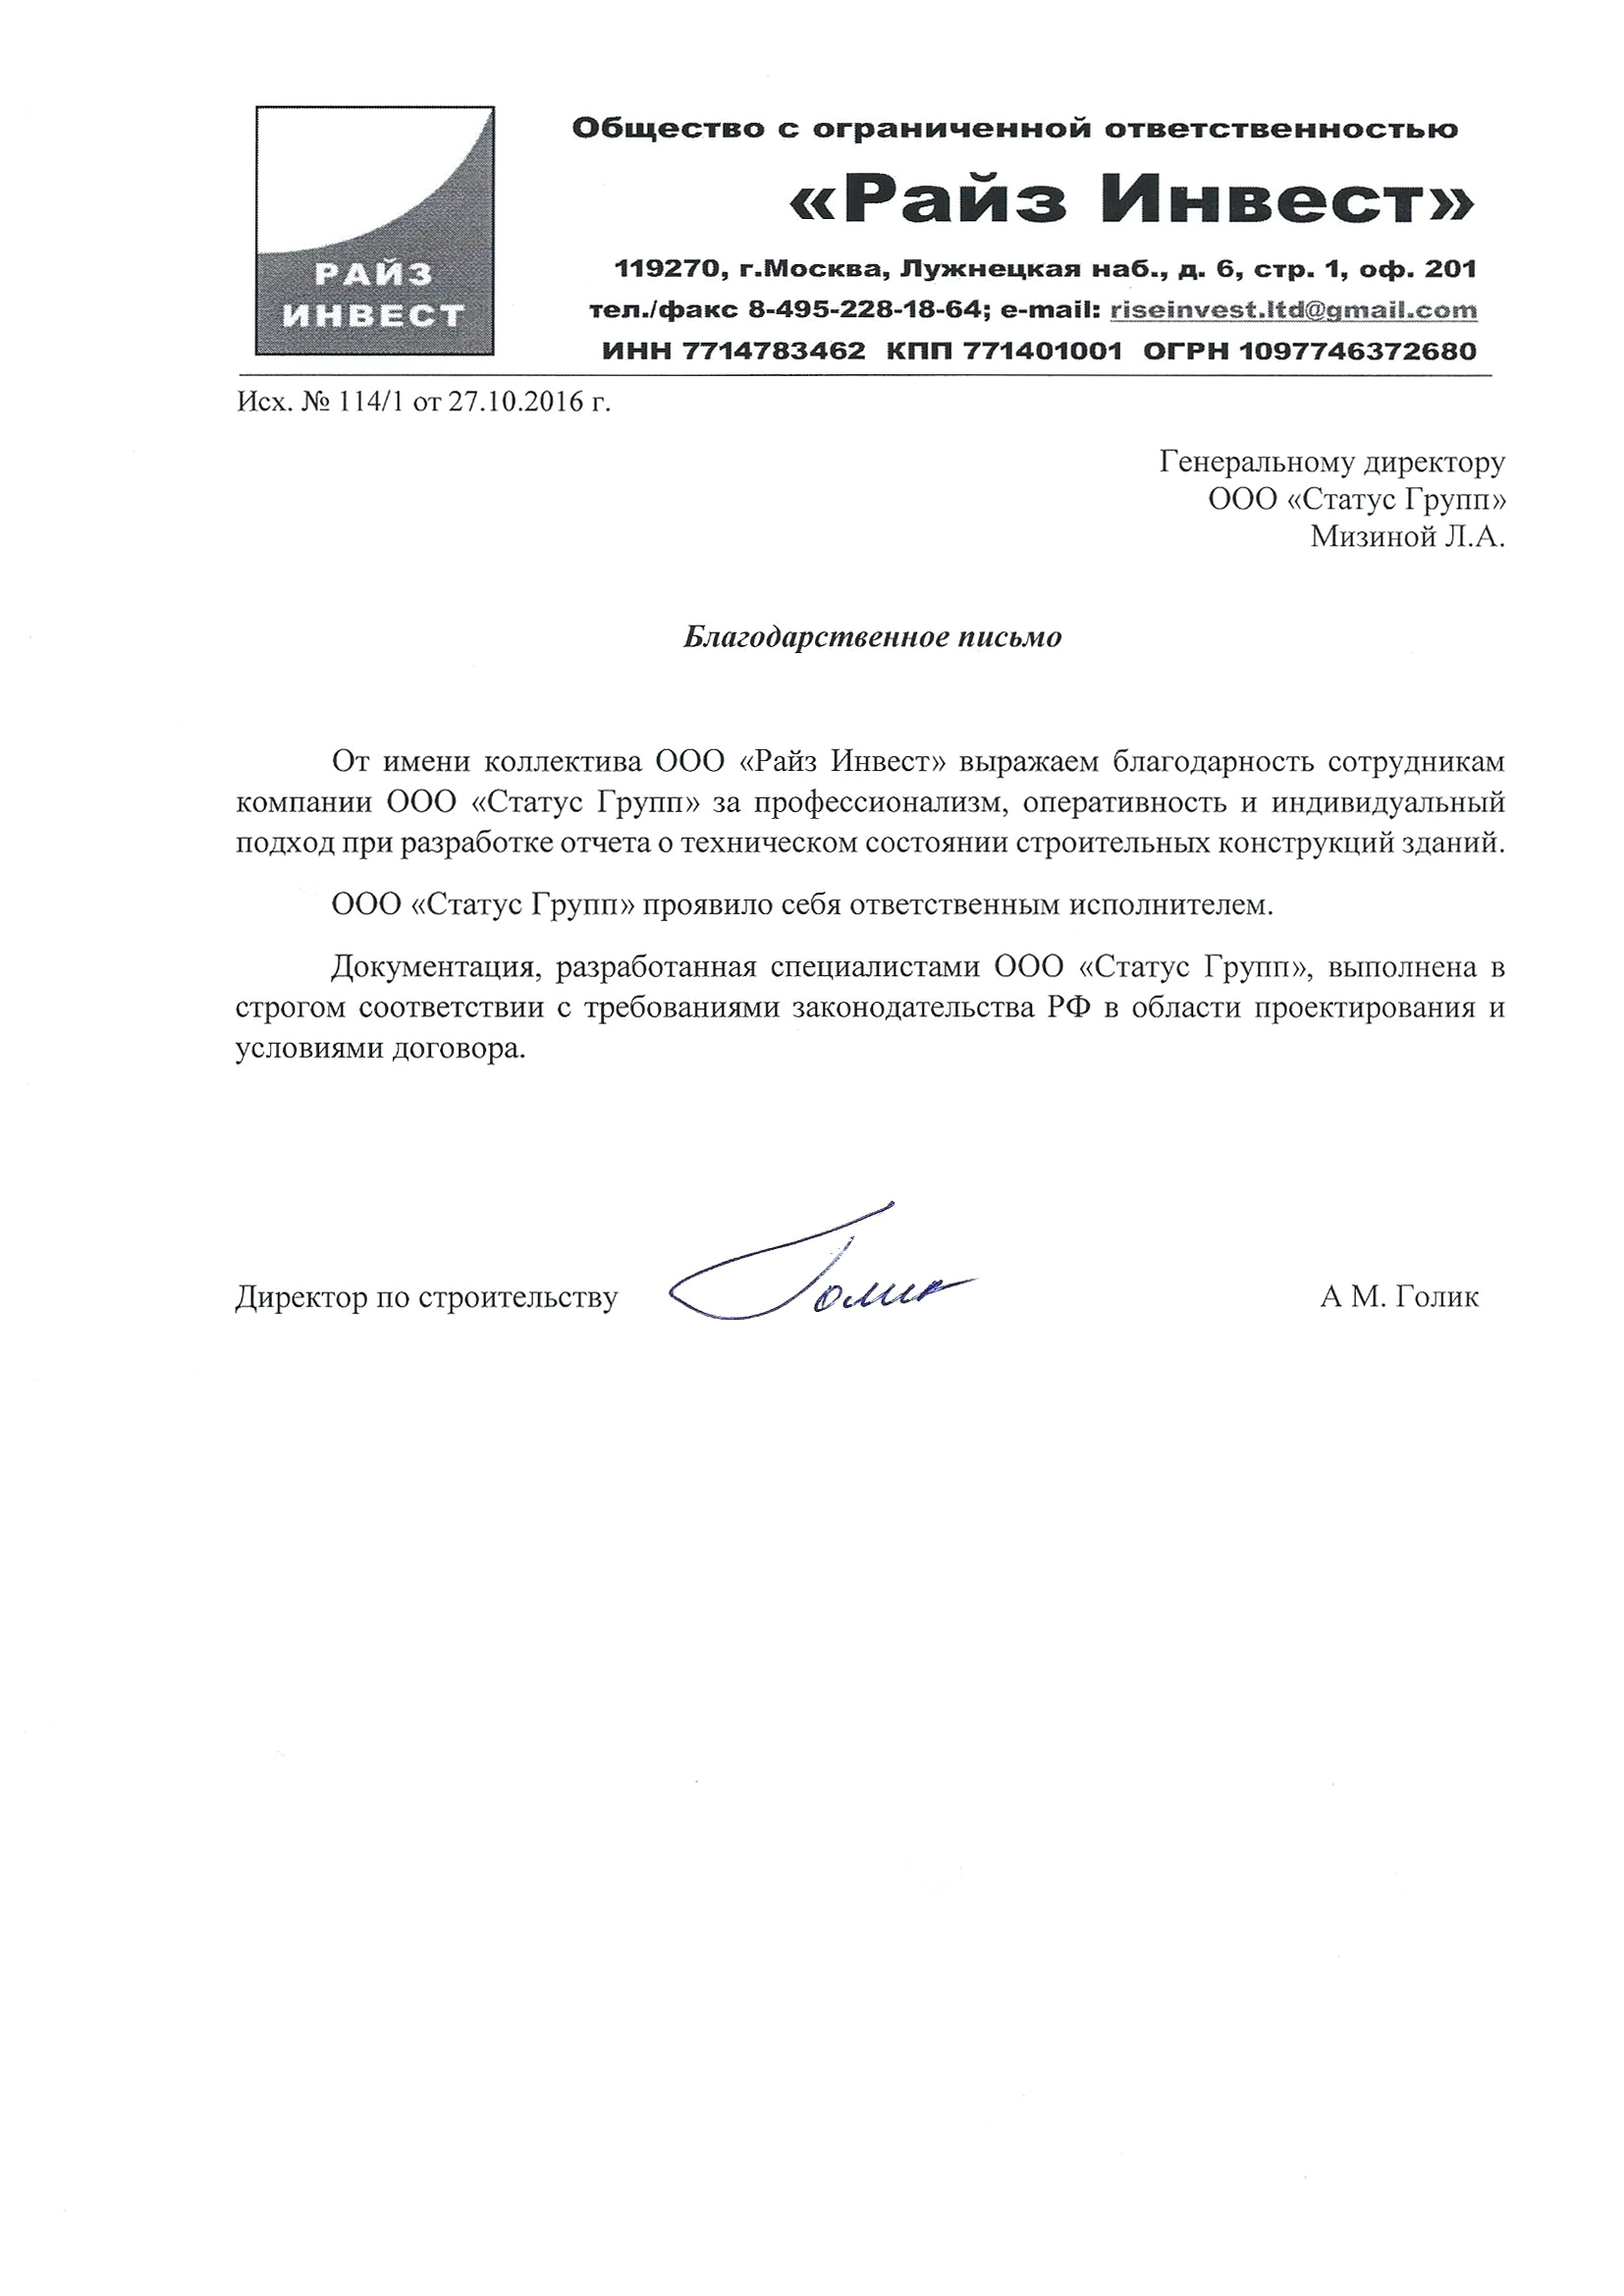 РАЙЗ
ИНВЕСТ
Общество с ограниченной ответственностью
«Райз Инвест»
119270, г.Москва, Лужнецкая наб., д. 6, стр. 1, оф. 201
тел./факс 8-495-228-18-64; e-mail: riseinvest.ltd@gmail.com
ИНН 7714783462 КПП 771401001 ОГРН 1097746372680
Исх. № 114/1 от 27.10.2016 г.
Генеральному директору
ООО «Статус Групп»
Мизиной Л.А.
Благодарственное письмо
От имени коллектива ООО «Райз Инвест» выражаем благодарность сотрудникам
компании ООО «Статус Групп» за профессионализм, оперативность и индивидуальный
подход при разработке отчета о техническом состоянии строительных конструкций зданий.
ООО «Статус Групп» проявило себя ответственным исполнителем.
Документация, разработанная специалистами ООО «Статус Групп», выполнена в
строгом соответствии с требованиями законодательства РФ в области проектирования и
условиями договора.
Директор по строительству Голик А М. Голик